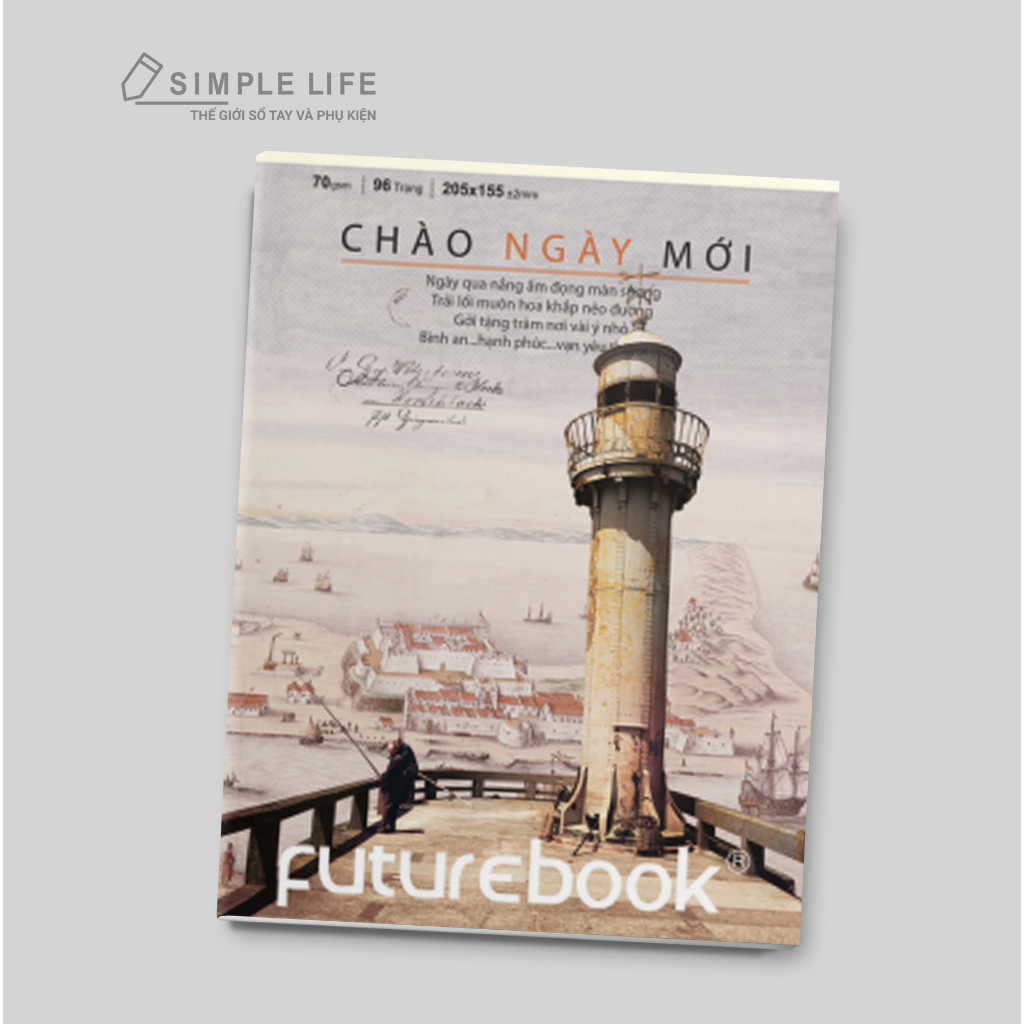 SIMPLE LIFE
THẾ GIỚI SỔ TAY VÀ PHỤ KIỆN
70gsm | 96 Trang | 205x155 ±2mm
CHÀO NGÀY MỚI
Ngày qua nắng ấm đọng màn sương
Trải lối muôn hoa khắp nẻo đường
Gởi tặng trăm nơi vài ý nhỏ
Bình an...hạnh phúc...vạn yêu
futurebook®